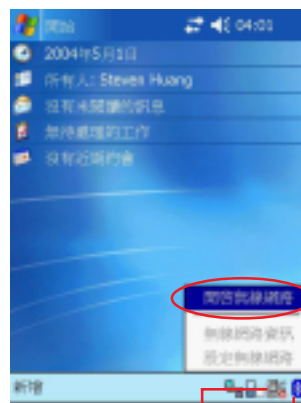 開始 04:01
2004年5月1日
所有人: Steven Huang
沒有未閱讀的訊息
無待處理的工作
沒有近期約會
開啓無線網路
無線網路資訊
設定無線網路
新增